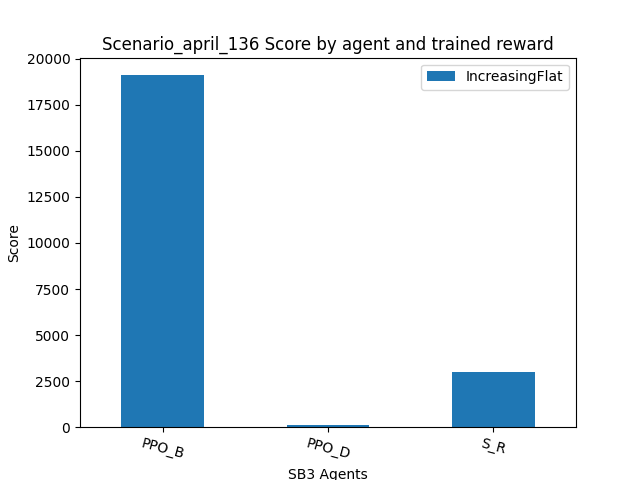 Scenario_april_136 Score by agent and trained reward
IncreasingFlat
20000
17500
15000
12500
10000
7500
5000
2500
0
Score
PPO_B
PPO_D
S_R
SB3 Agents